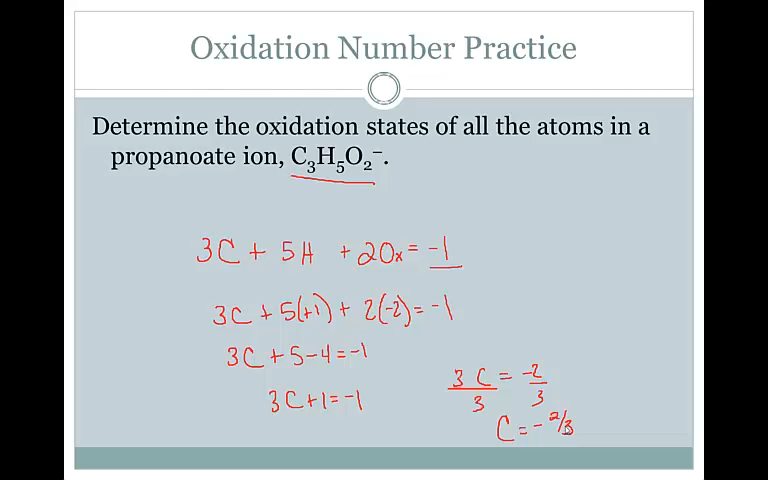 Oxidation Number Practice
Determine the oxidation states of all the atoms in a
propanoate ion, C₃H₅O₂⁻.
3C + 5H + 2Ox = -1
3C + 5(+1) + 2(-2) = -1
3C + 5 - 4 = -1
3C + 1 = -1
3C/3 = -2/3
C = -2/3